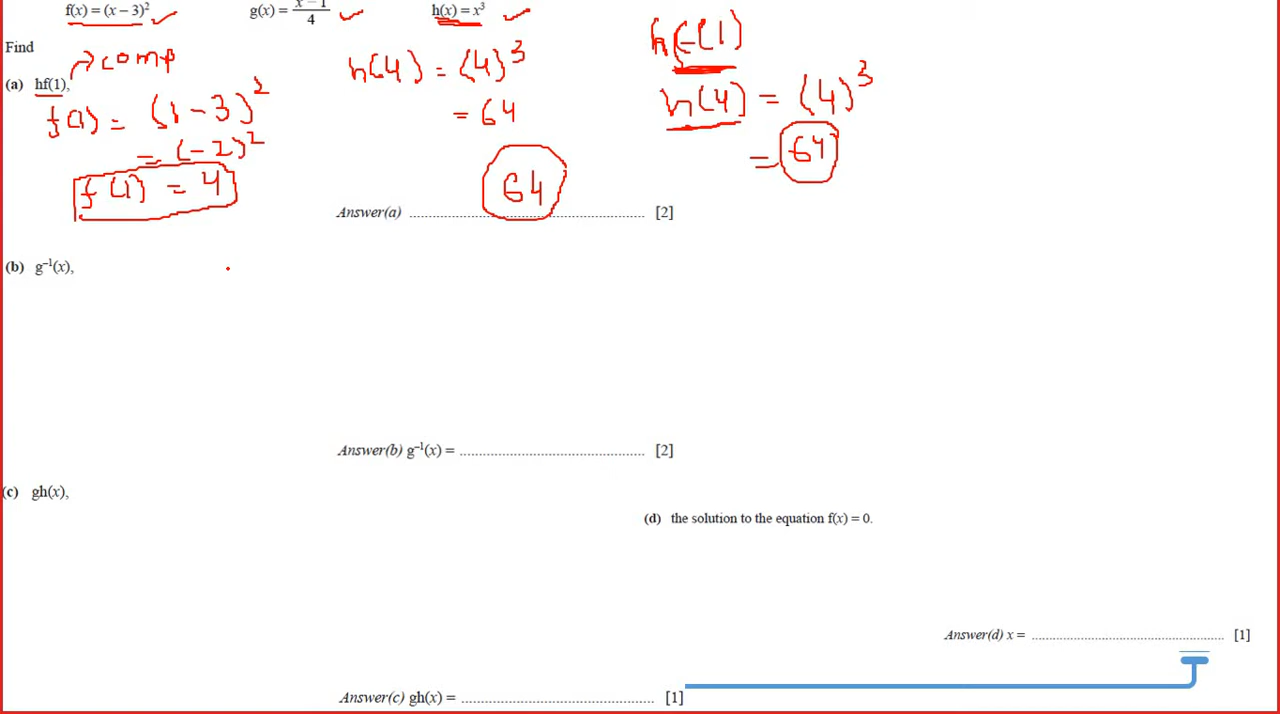 f(x) = (x – 3)² g(x) = x – 1 / 4 h(x) = x³
Find
comp
(a) hf(1),
f(1) = (1 - 3)²
= (-2)²
f(1) = 4
h(4) = (4)³
= 64
64
h(4) = (4)³
= 64
Answer(a) .......................................................... [2]
(b) g⁻¹(x),
Answer(b) g⁻¹(x) = .............................................. [2]
(c) gh(x),
(d) the solution to the equation f(x) = 0.
Answer(d) x = ................................................ [1]
Answer(c) gh(x) = ................................................ [1]